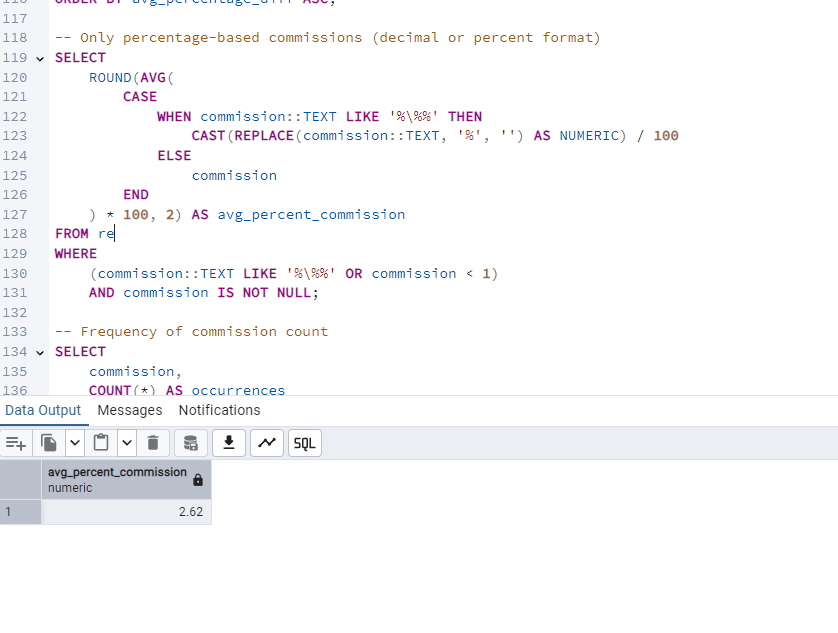 116 ORDER BY avg_percentage_diff ASC;
117
118 -- Only percentage-based commissions (decimal or percent format)
119 SELECT
120 ROUND(AVG(
121 CASE
122 WHEN commission::TEXT LIKE '%\%%' THEN
123 CAST(REPLACE(commission::TEXT, '%', '') AS NUMERIC) / 100
124 ELSE
125 commission
126 END
127 ) * 100, 2) AS avg_percent_commission
128 FROM re
129 WHERE
130 (commission::TEXT LIKE '%\%%' OR commission < 1)
131 AND commission IS NOT NULL;
132
133 -- Frequency of commission count
134 SELECT
135 commission,
136 COUNT(*) AS occurrences
Data Output Messages Notifications
SQL
avg_percent_commission
numeric
1 2.62